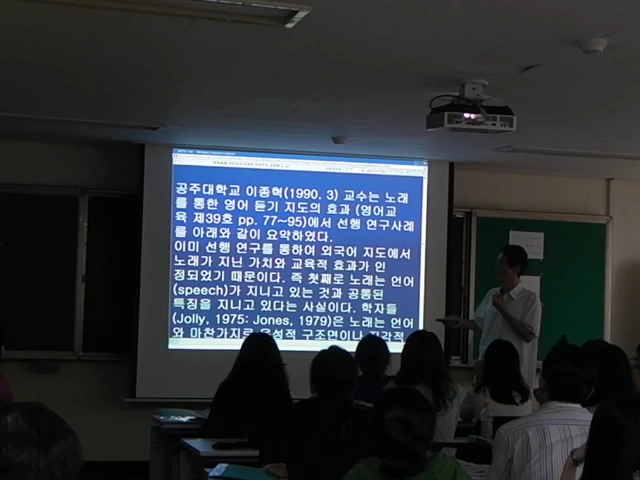 공주대학교 이종혁(1990. 3) 교수는 노래
를 통한 영어 듣기 지도의 효과 (영어교
육 제39호 pp. 77~95)에서 선행 연구사례
를 아래와 같이 요약하였다.
이미 선행 연구를 통하여 외국어 지도에서
노래가 지닌 가치와 교육적 효과가 인
정되었기 때문이다. 즉 첫째로 노래는 언어
(speech)가 지니고 있는 것과 공통된
특징을 지니고 있다는 사실이다. 학자들
(Jolly, 1975: Jones, 1979)은 노래는 언어
와 마찬가지로 구조면이나